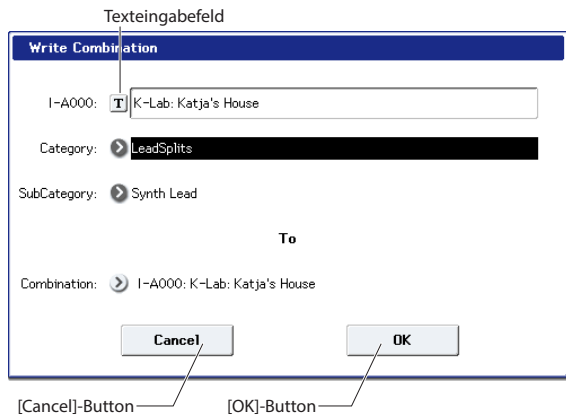 Texteingabefeld
Write Combination
I-A000: T K-Lab: Katja's House
Category: LeadSplits
SubCategory: Synth Lead
To
Combination: I-A000: K-Lab: Katja's House
Cancel OK
[Cancel]-Button [OK]-Button